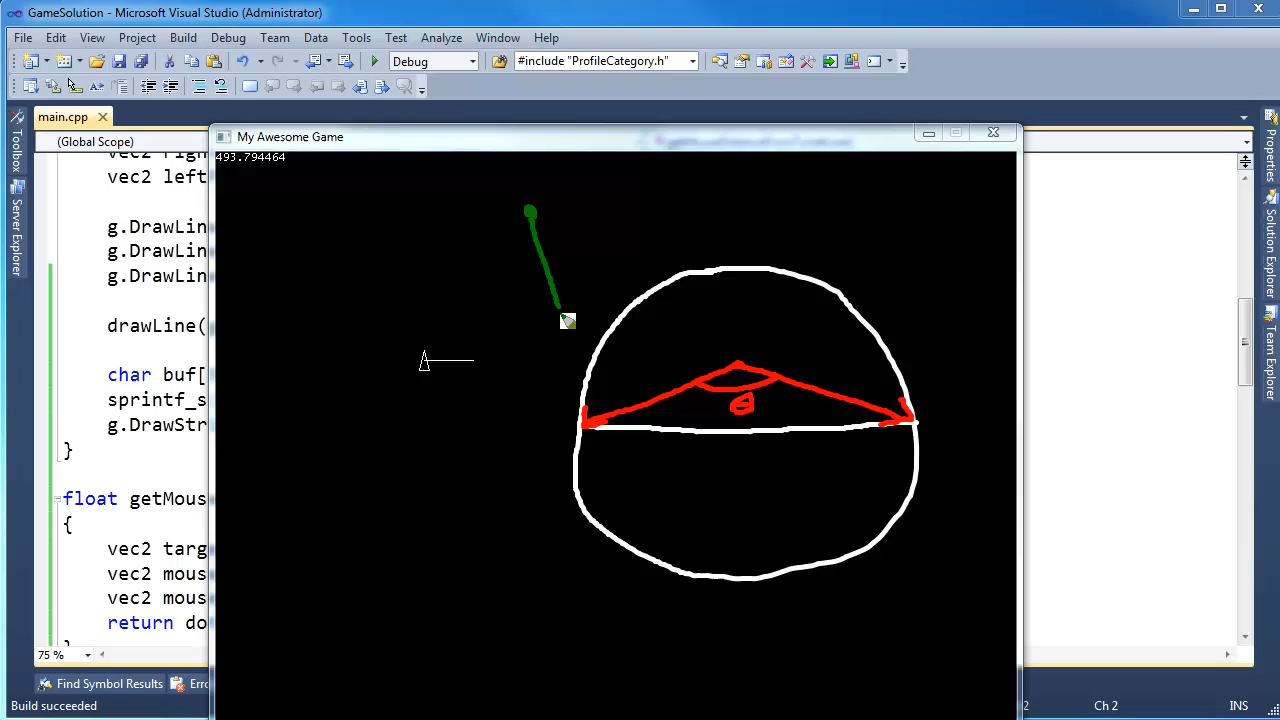 GameSolution - Microsoft Visual Studio (Administrator)
File Edit View Project Build Debug Team Data Tools Test Analyze Window Help
Debug #include "ProfileCategory.h"
main.cpp
(Global Scope)
My Awesome Game
493.794464
vec2 left
g.DrawLin
g.DrawLin
g.DrawLin
drawLine(
char buf[
sprintf_s
g.DrawStr
}
float getMous
{
vec2 targ
vec2 mous
vec2 mous
return do
75 %
Find Symbol Results Erro
Build succeeded
2 Ch 2 INS
Toolbox
Server Explorer
Properties
Solution Explorer
Team Explorer
θ